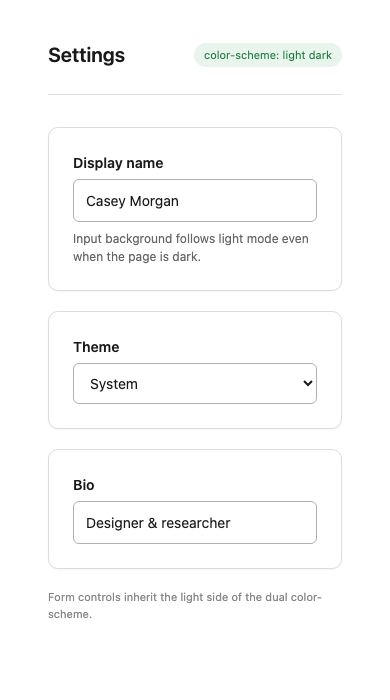 Settings
color-scheme: light dark
Display name
Casey Morgan
Input background follows light mode even
when the page is dark.
Theme
System
Bio
Designer & researcher
Form controls inherit the light side of the dual color-
scheme.